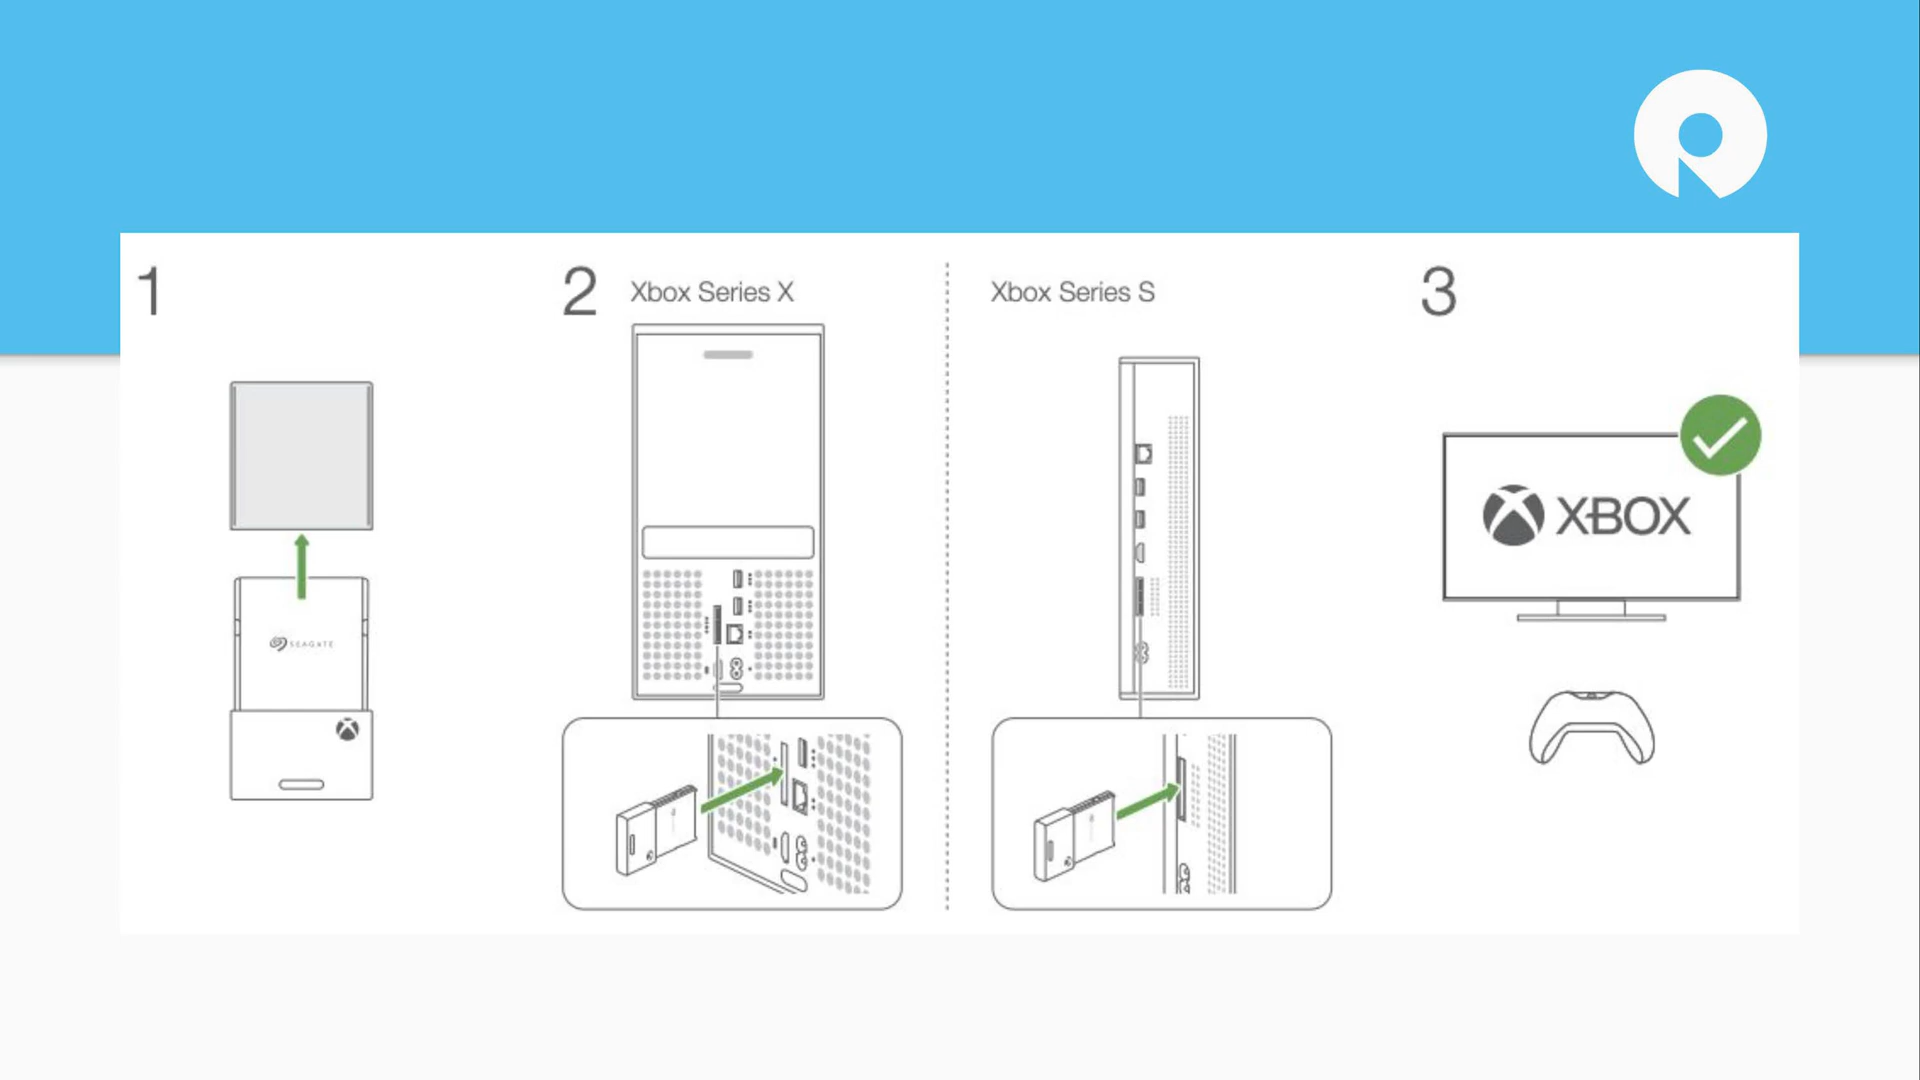 1
2 Xbox Series X
Xbox Series S
3
SEAGATE
XBOX